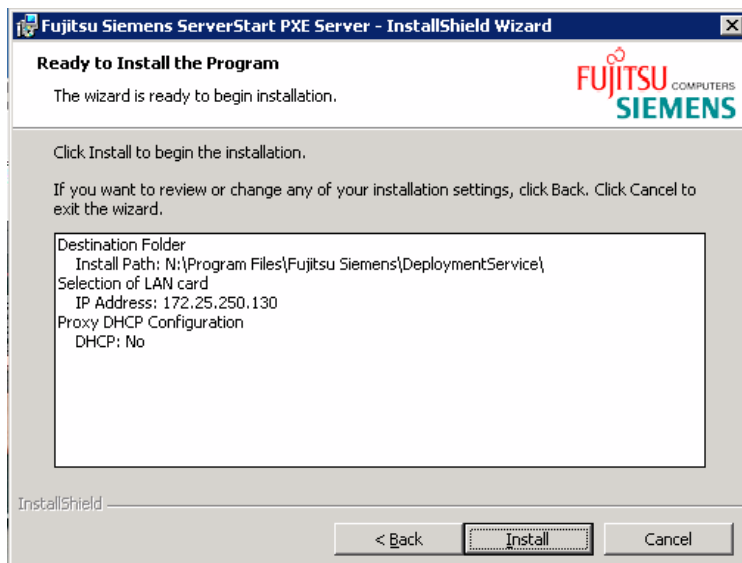 Fujitsu Siemens ServerStart PXE Server - InstallShield Wizard
Ready to Install the Program
The wizard is ready to begin installation.
FUJITSU COMPUTERS
SIEMENS
Click Install to begin the installation.
If you want to review or change any of your installation settings, click Back. Click Cancel to
exit the wizard.
Destination Folder
Install Path: N:\Program Files\Fujitsu Siemens\DeploymentService\
Selection of LAN card
IP Address: 172.25.250.130
Proxy DHCP Configuration
DHCP: No
InstallShield
< Back
Install
Cancel